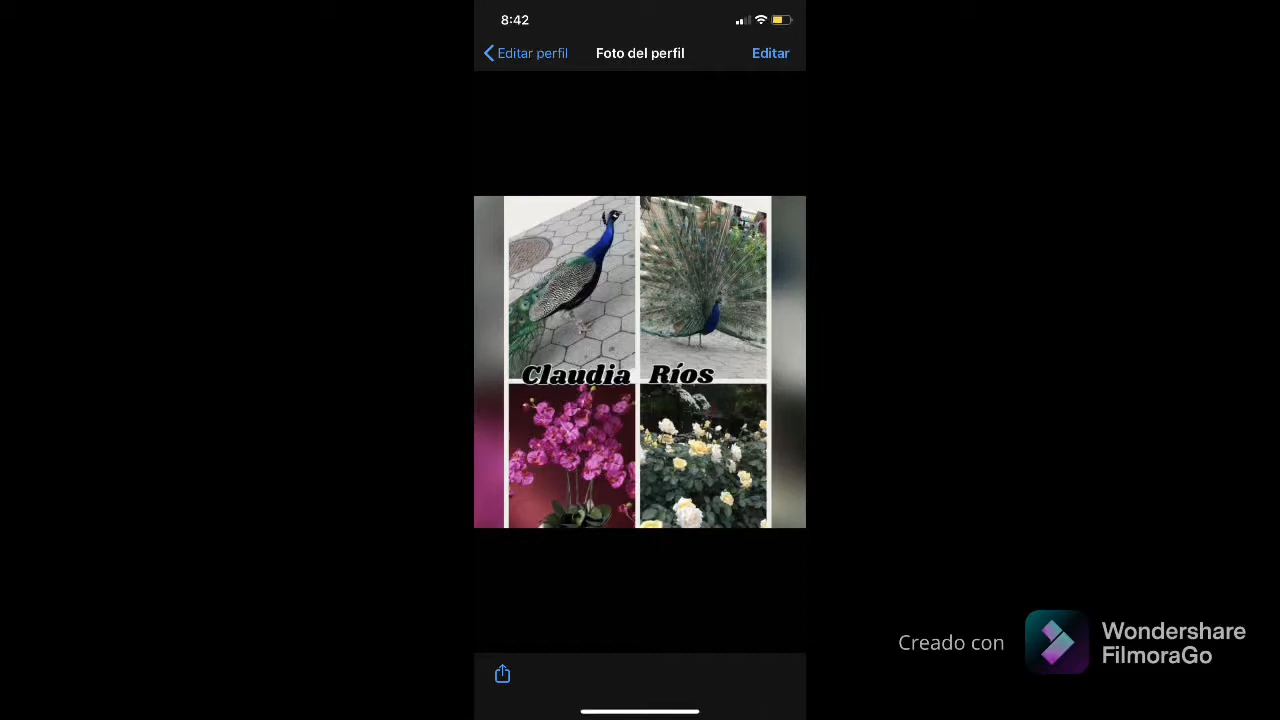 8:42
Editar perfil Foto del perfil Editar
Claudia Ríos
Creado con Wondershare
FilmoraGo